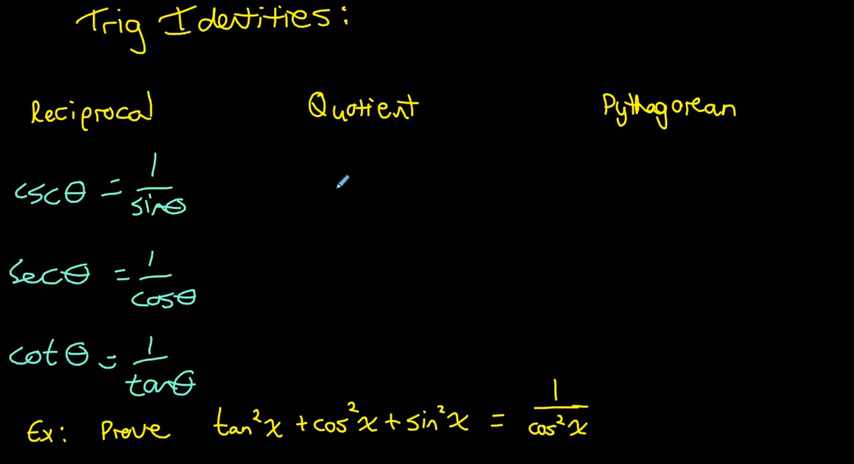 Trig Identities:
Reciprocal Quotient Pythagorean
cscθ = 1/sinθ
secθ = 1/cosθ
cotθ = 1/tanθ
Ex: Prove tan²x + cos²x + sin²x = 1/cos²x